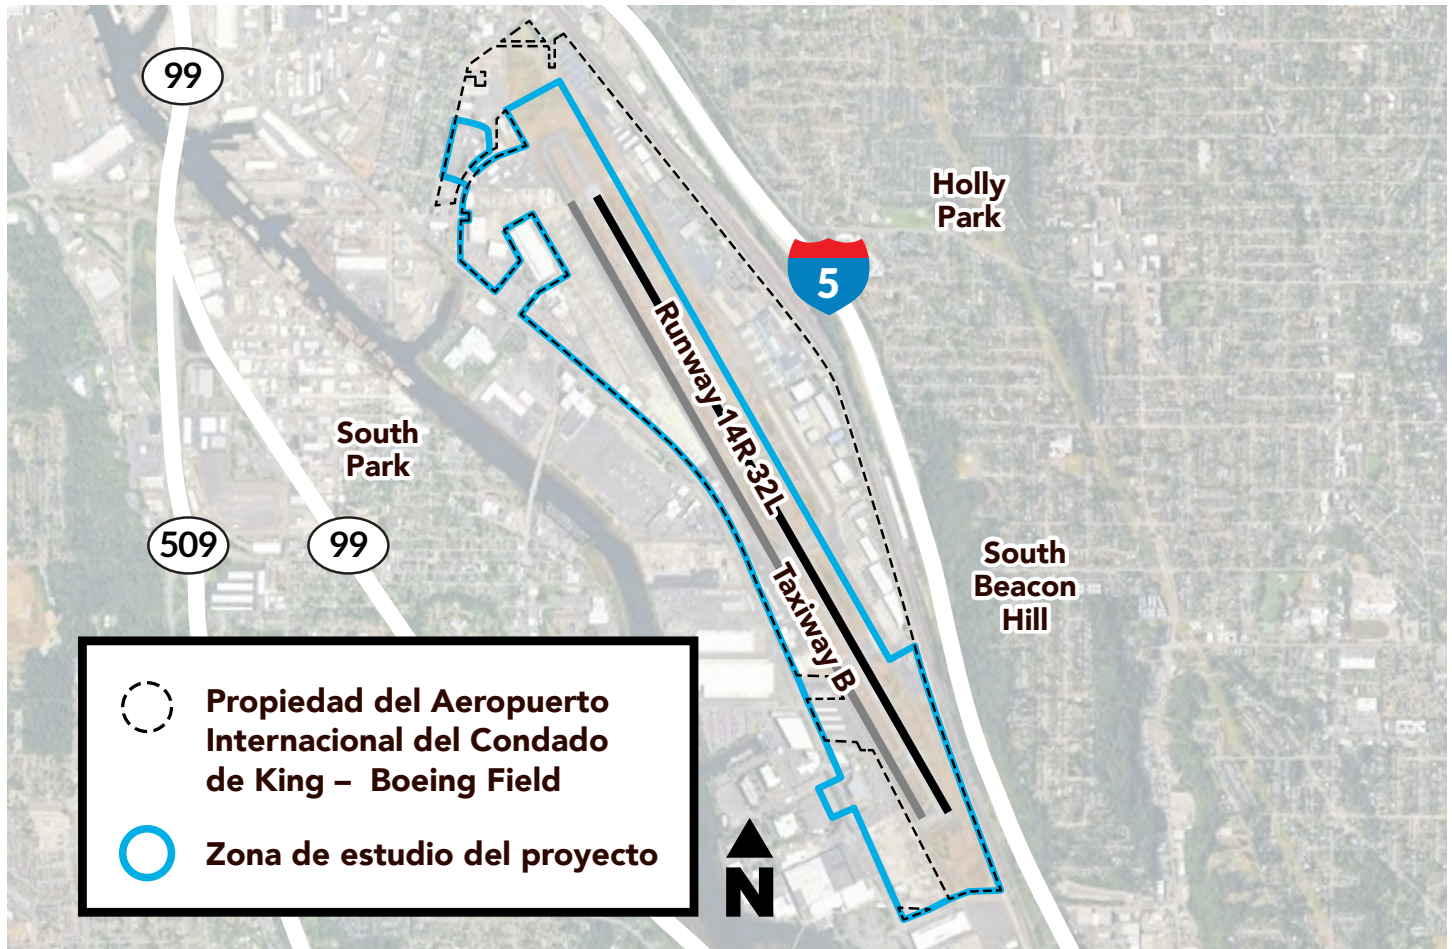 99
Holly
Park
5
Runway 14R-32L
South
Park
509
99
South
Beacon
Hill
Taxiway B
Propiedad del Aeropuerto
Internacional del Condado
de King – Boeing Field
Zona de estudio del proyecto
N